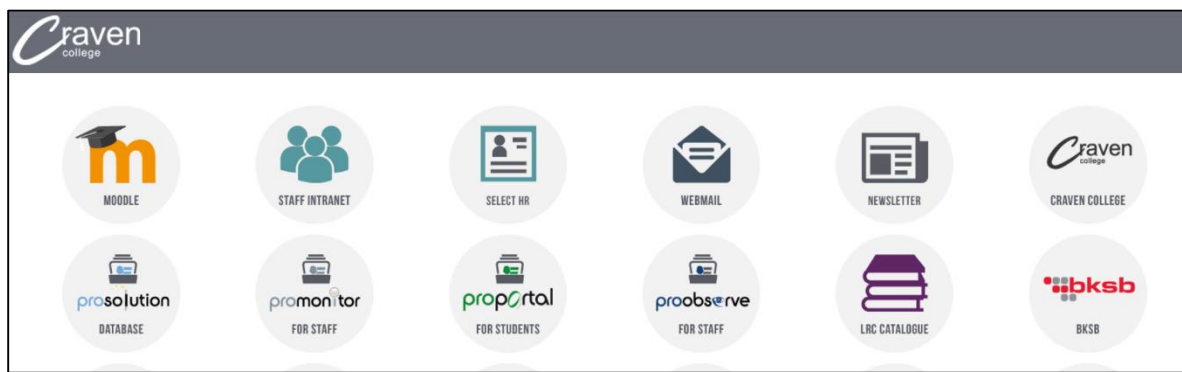 Craven
college
m
Craven
college
MOODLE
STAFF INTRANET
SELECT HR
WEBMAIL
NEWSLETTER
CRAVEN COLLEGE
prosolution
promonitor
proportal
proobserve
bksb
DATABASE
FOR STAFF
FOR STUDENTS
FOR STAFF
LRC CATALOGUE
BKSB